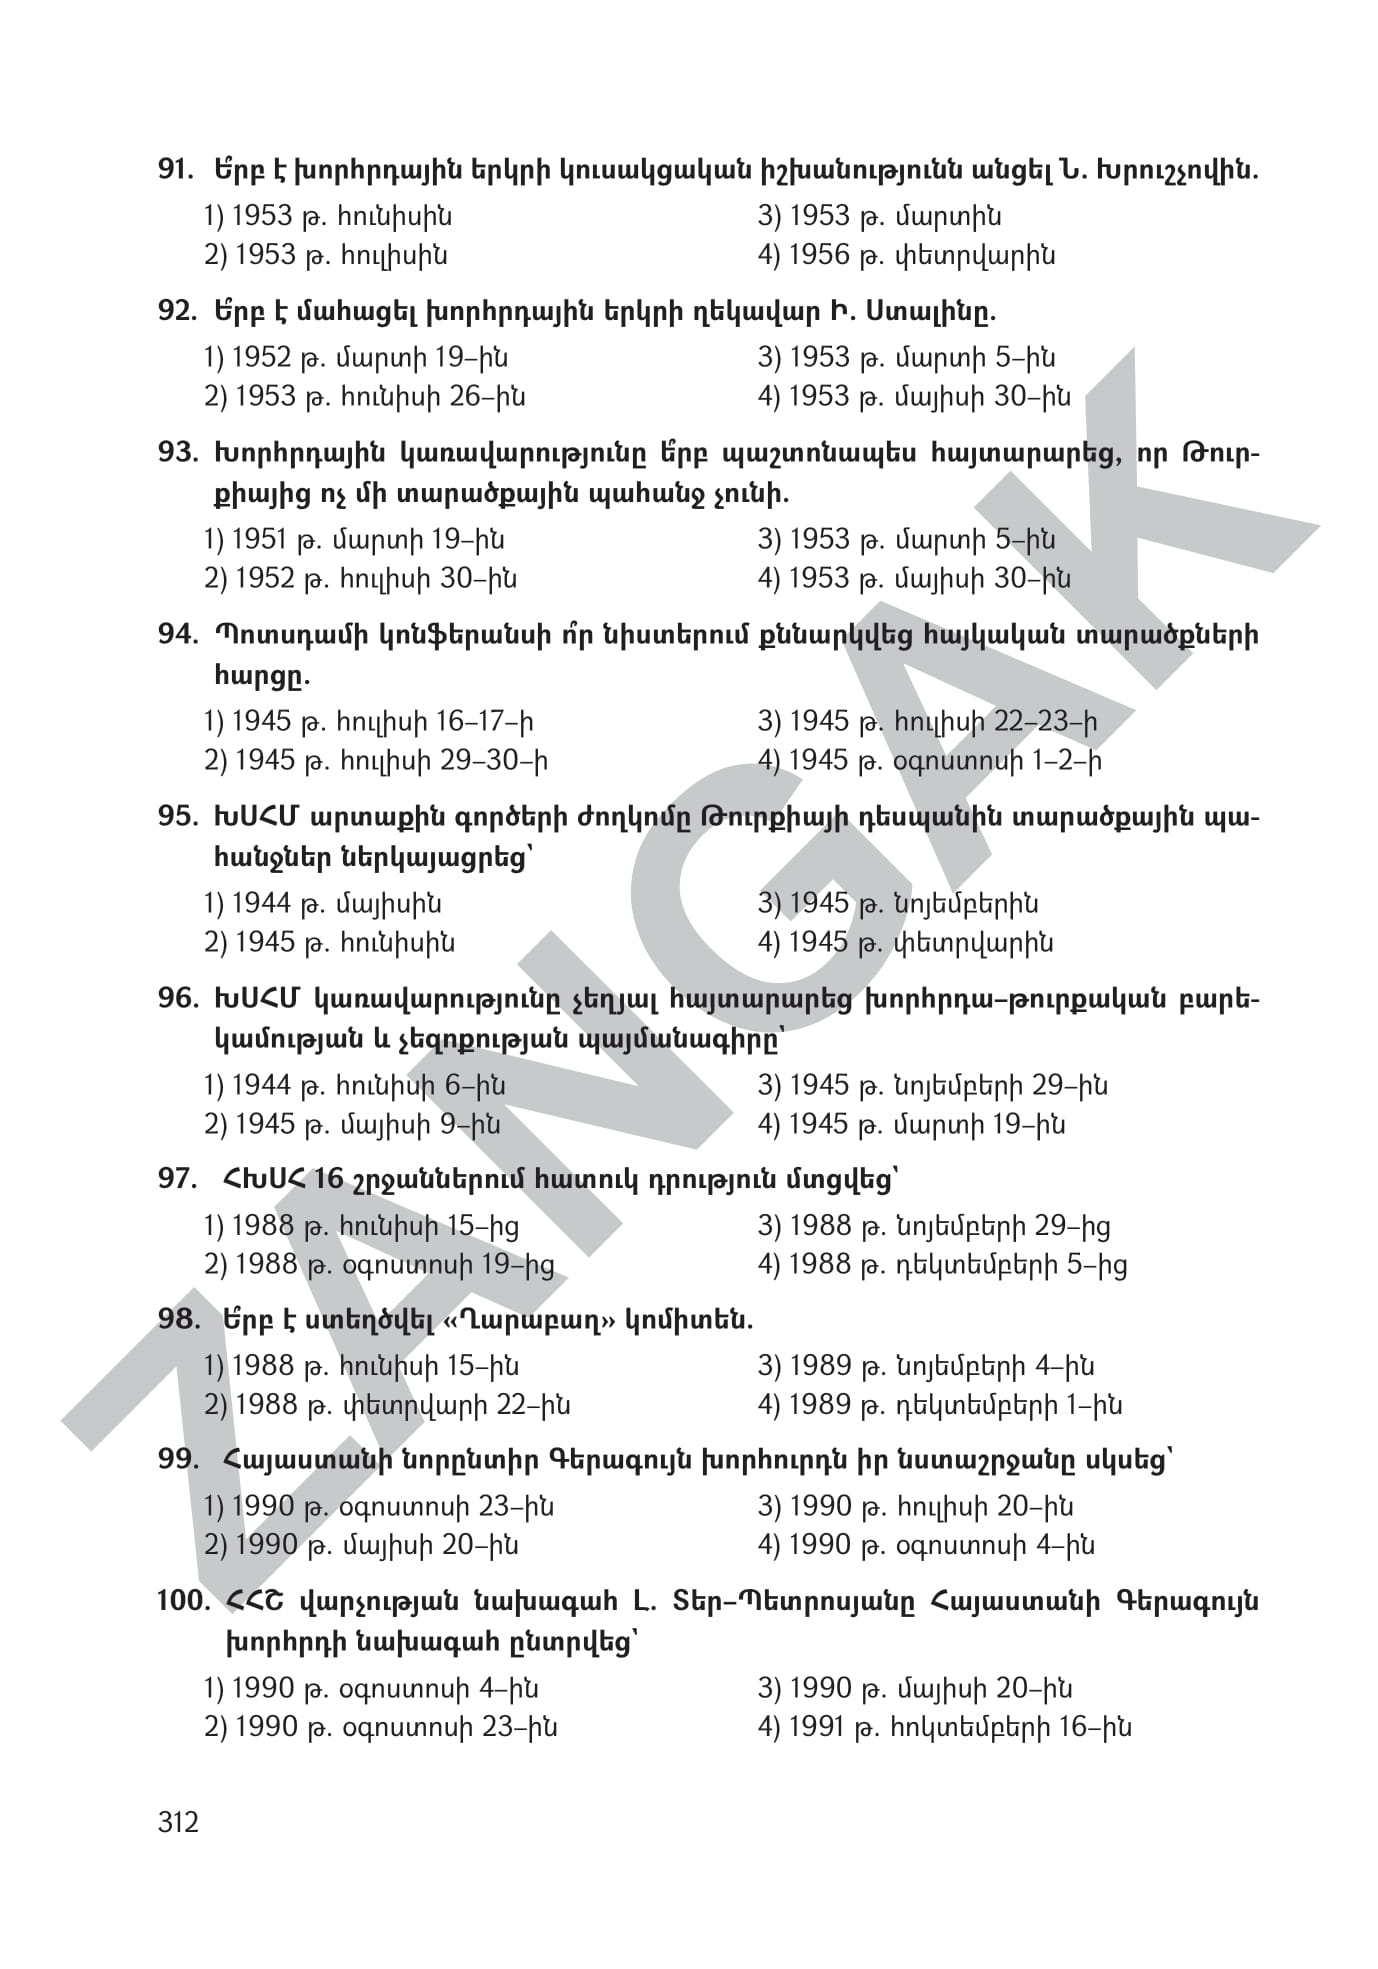 91. Ե՞րբ է խորհրդային երկրի կուսակցական իշխանությունն անցել Ն. Խրուշչովին.
1) 1953 թ. հունիսին 3) 1953 թ. մարտին
2) 1953 թ. հուլիսին 4) 1956 թ. փետրվարին
92. Ե՞րբ է մահացել խորհրդային երկրի ղեկավար Ի. Ստալինը.
1) 1952 թ. մարտի 19–ին 3) 1953 թ. մարտի 5–ին
2) 1953 թ. հունիսի 26–ին 4) 1953 թ. մայիսի 30–ին
93. Խորհրդային կառավարությունը ե՞րբ պաշտոնապես հայտարարեց, որ Թուր-
քիայից ոչ մի տարածքային պահանջ չունի.
1) 1951 թ. մարտի 19–ին 3) 1953 թ. մարտի 5–ին
2) 1952 թ. հուլիսի 30–ին 4) 1953 թ. մայիսի 30–ին
94. Պոտսդամի կոնֆերանսի ո՞ր նիստերում քննարկվեց հայկական տարածքների
հարցը.
1) 1945 թ. հուլիսի 16–17–ի 3) 1945 թ. հուլիսի 22–23–ի
2) 1945 թ. հուլիսի 29–30–ի 4) 1945 թ. օգոստոսի 1–2–ի
95. ԽՍՀՄ արտաքին գործերի ժողկոմը Թուրքիայի դեսպանին տարածքային պա-
հանջներ ներկայացրեց՝
1) 1944 թ. մայիսին 3) 1945 թ. նոյեմբերին
2) 1945 թ. հունիսին 4) 1945 թ. փետրվարին
96. ԽՍՀՄ կառավարությունը չեղյալ հայտարարեց խորհրդա–թուրքական բարե-
կամության և չեզոքության պայմանագիրը՝
1) 1944 թ. հունիսի 6–ին 3) 1945 թ. նոյեմբերի 29–ին
2) 1945 թ. մայիսի 9–ին 4) 1945 թ. մարտի 19–ին
97. ՀԽՍՀ 16 շրջաններում հատուկ դրություն մտցվեց՝
1) 1988 թ. հունիսի 15–ից 3) 1988 թ. նոյեմբերի 29–ից
2) 1988 թ. օգոստոսի 19–ից 4) 1988 թ. դեկտեմբերի 5–ից
98. Ե՞րբ է ստեղծվել «Ղարաբաղ» կոմիտեն.
1) 1988 թ. հունիսի 15–ին 3) 1989 թ. նոյեմբերի 4–ին
2) 1988 թ. փետրվարի 22–ին 4) 1989 թ. դեկտեմբերի 1–ին
99. Հայաստանի նորընտիր Գերագույն խորհուրդն իր նստաշրջանը սկսեց՝
1) 1990 թ. օգոստոսի 23–ին 3) 1990 թ. հուլիսի 20–ին
2) 1990 թ. մայիսի 20–ին 4) 1990 թ. օգոստոսի 4–ին
100. ՀՀՇ վարչության նախագահ Լ. Տեր–Պետրոսյանը Հայաստանի Գերագույն
խորհրդի նախագահ ընտրվեց՝
1) 1990 թ. օգոստոսի 4–ին 3) 1990 թ. մայիսի 20–ին
2) 1990 թ. օգոստոսի 23–ին 4) 1991 թ. հոկտեմբերի 16–ին
312
ZANGAK